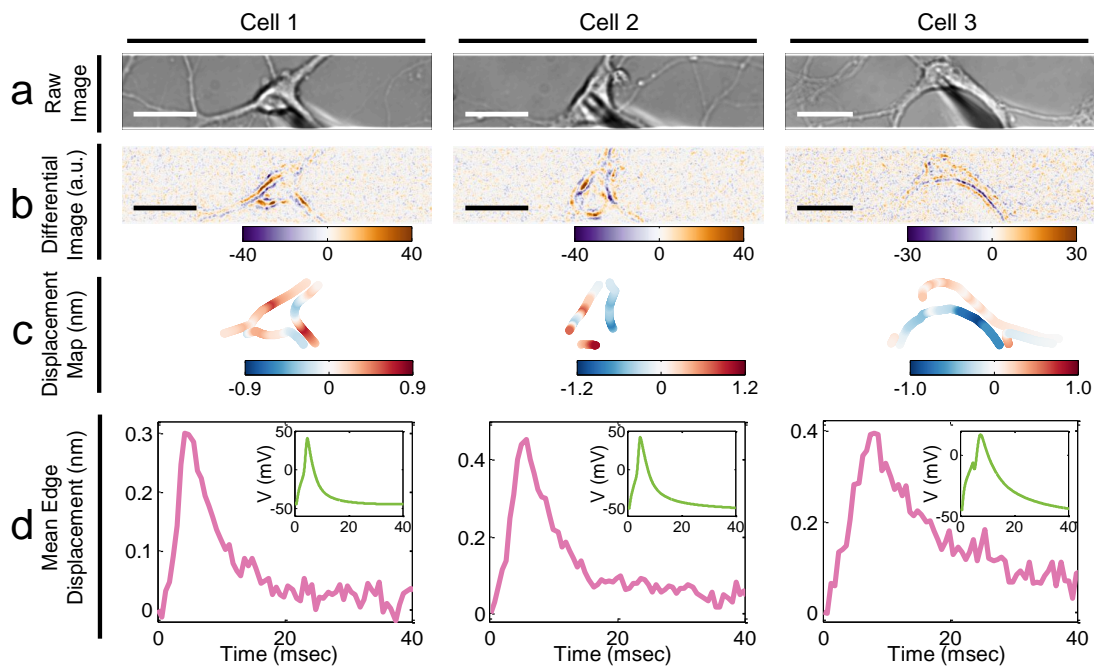 Cell 1 Cell 2 Cell 3
a Raw Image
b Differential Image (a.u.)
-40 0 40 -40 0 40 -30 0 30
c Displacement Map (nm)
-0.9 0 0.9 -1.2 0 1.2 -1.0 0 1.0
d Mean Edge Displacement (nm)
0.3
0.2
0.1
0
0 20 40
Time (msec)
V (mV)
50
0
-50
0 20 40
0.4
0.2
0
0 20 40
Time (msec)
V (mV)
50
0
-50
0 20 40
0.4
0.2
0
0 20 40
Time (msec)
V (mV)
50
0
-50
0 20 40